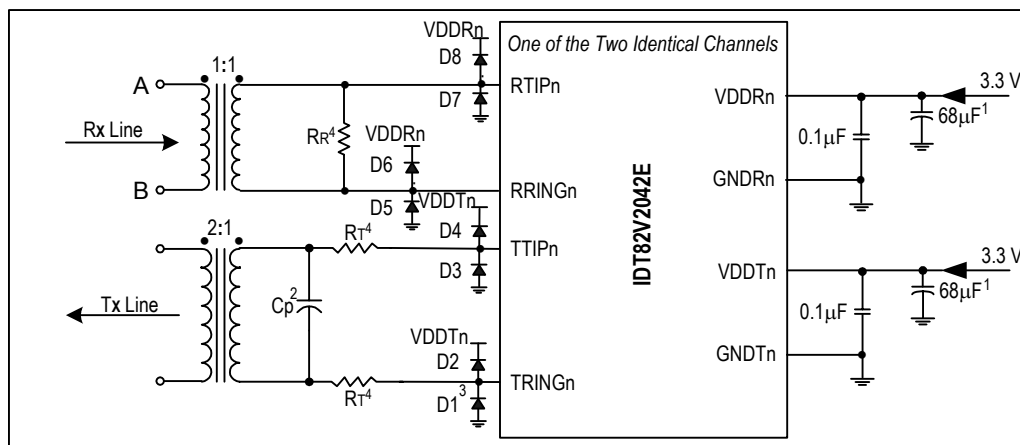 One of the Two Identical Channels
VDDRn
D8
1:1
A
RTIPn
D7
Rx Line
RR4
VDDRn
D6
B
RRINGn
D5
VDDTn
2:1
RT4
D4
TTIPn
D3
Tx Line
Cp2
VDDTn
D2
TRINGn
RT4
D13
IDT82V2042E
VDDRn
3.3 V
68µF1
0.1µF
GNDRn
VDDTn
3.3 V
68µF1
0.1µF
GNDTn